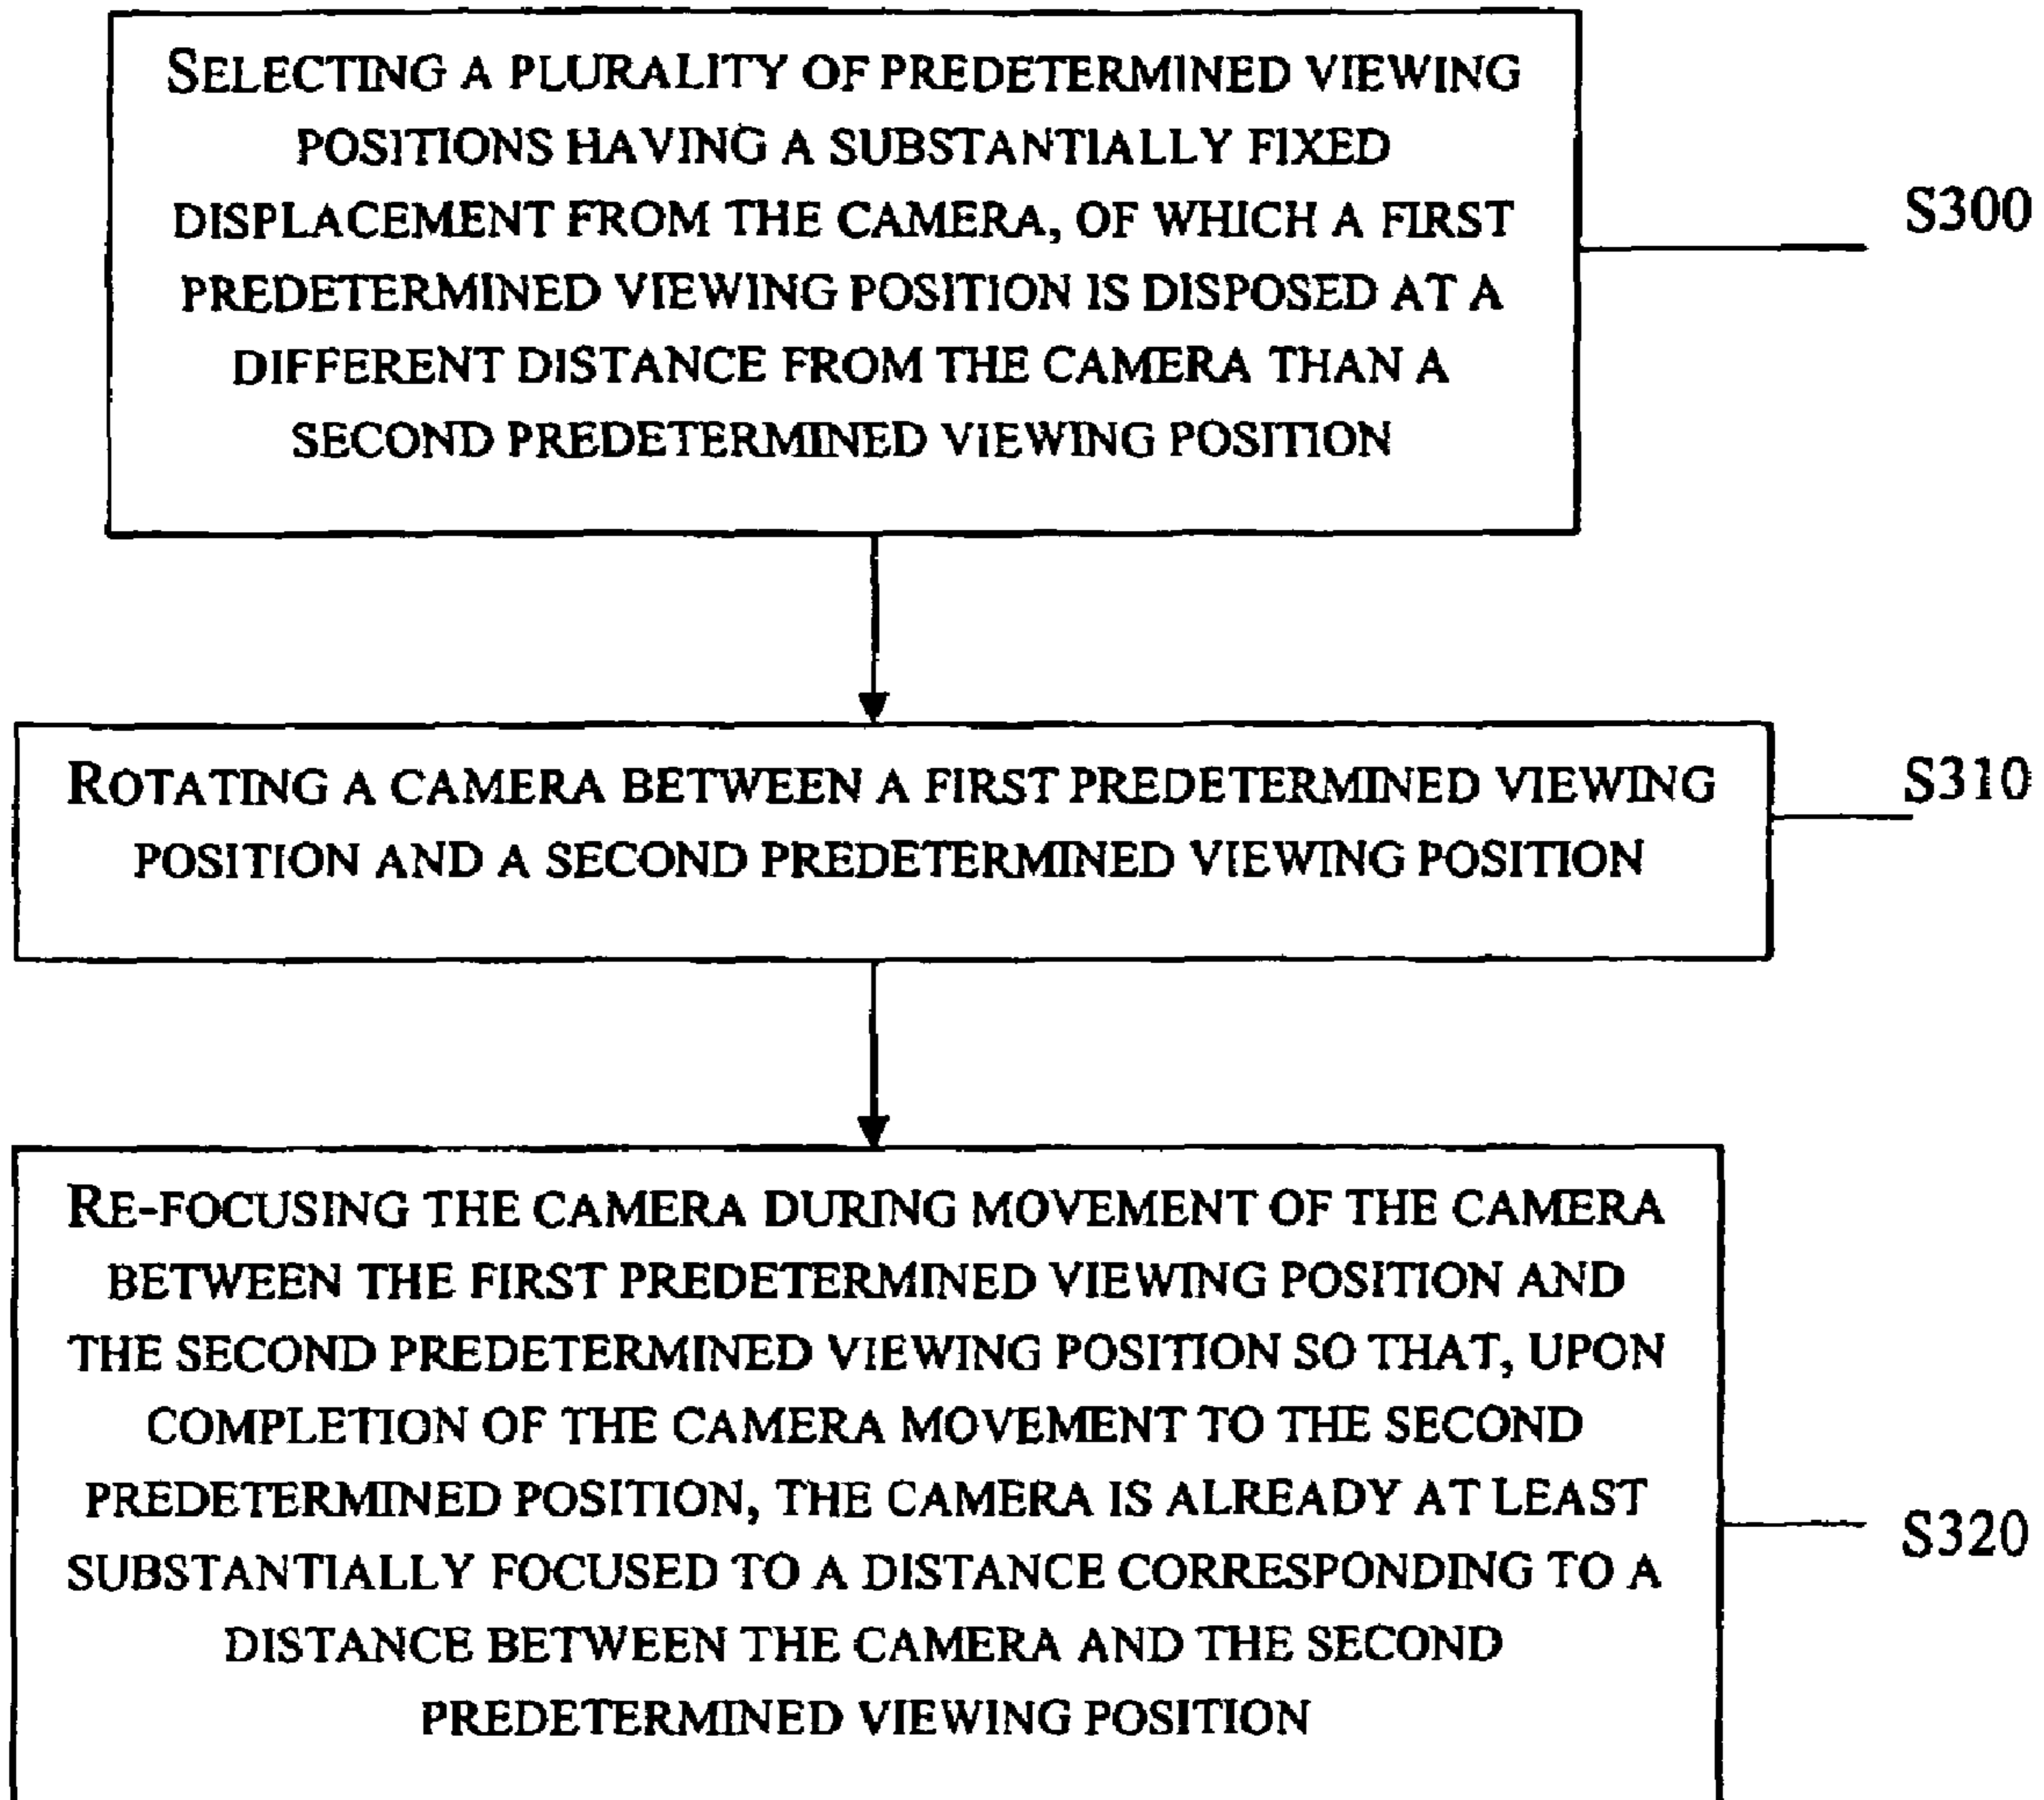 SELECTING A PLURALITY OF PREDETERMINED VIEWING
POSITIONS HAVING A SUBSTANTIALLY FIXED
DISPLACEMENT FROM THE CAMERA, OF WHICH A FIRST
PREDETERMINED VIEWING POSITION IS DISPOSED AT A
DIFFERENT DISTANCE FROM THE CAMERA THAN A
SECOND PREDETERMINED VIEWING POSITION
S300
ROTATING A CAMERA BETWEEN A FIRST PREDETERMINED VIEWING
POSITION AND A SECOND PREDETERMINED VIEWING POSITION
S310
RE-FOCUSING THE CAMERA DURING MOVEMENT OF THE CAMERA
BETWEEN THE FIRST PREDETERMINED VIEWING POSITION AND
THE SECOND PREDETERMINED VIEWING POSITION SO THAT, UPON
COMPLETION OF THE CAMERA MOVEMENT TO THE SECOND
PREDETERMINED POSITION, THE CAMERA IS ALREADY AT LEAST
SUBSTANTIALLY FOCUSED TO A DISTANCE CORRESPONDING TO A
DISTANCE BETWEEN THE CAMERA AND THE SECOND
PREDETERMINED VIEWING POSITION
S320